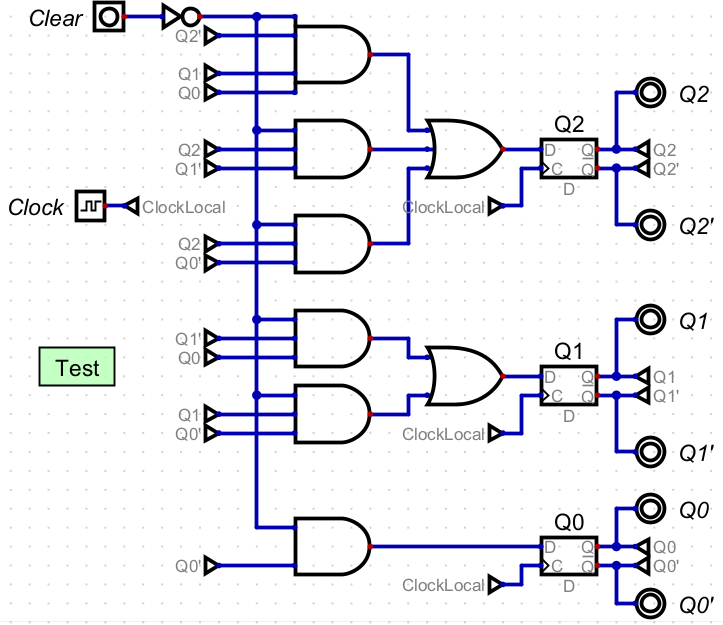 Clear
Q2'
Q1
Q0
Q2
Q1'
Clock
ClockLocal
Q2
Q0'
ClockLocal
Q2
D
Q
C
Q
D
Q2
Q2'
Q2
Q2'
Test
Q1'
Q0
Q1
Q0'
ClockLocal
Q1
D
Q
C
Q
D
Q1
Q1'
Q1
Q1'
Q0'
ClockLocal
Q0
D
Q
C
Q
D
Q0
Q0'
Q0
Q0'